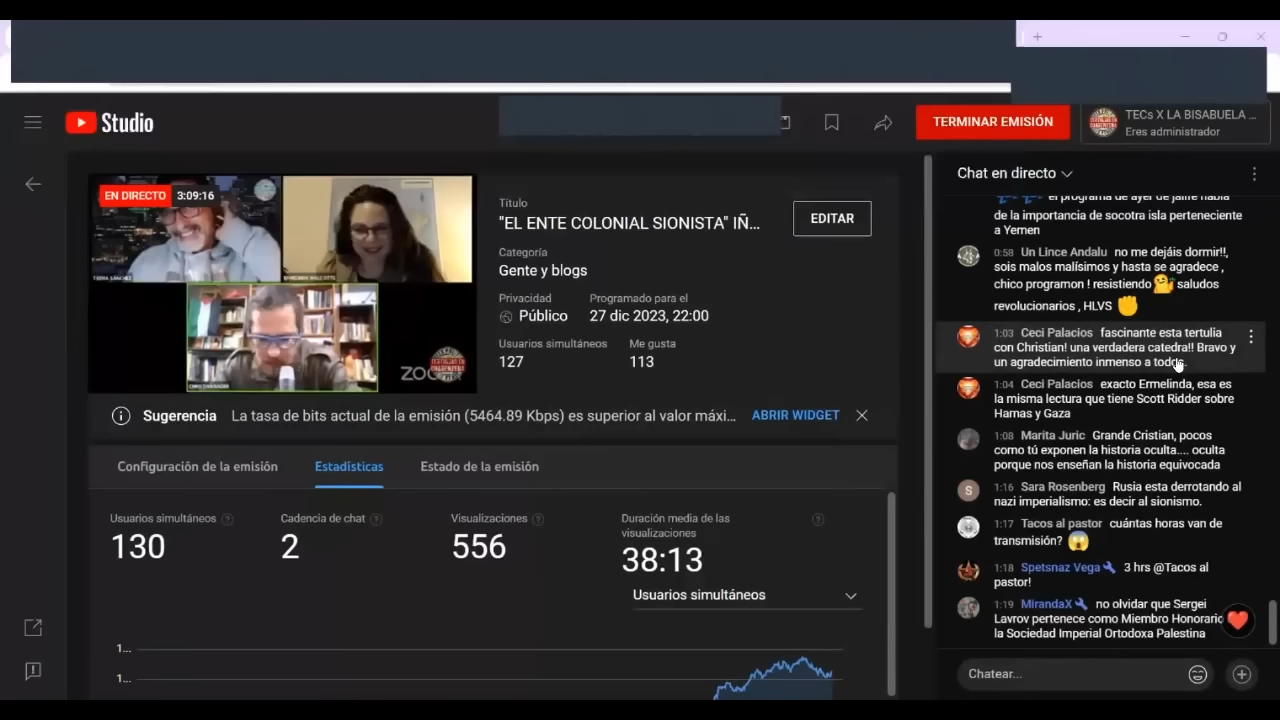 Studio
TERMINAR EMISIÓN
TECs X LA BISABUELA ...
Eres administrador
EN DIRECTO
3:09:16
ZOO
Título
"EL ENTE COLONIAL SIONISTA" IÑ...
EDITAR
Categoría
Gente y blogs
Privacidad
Programado para el
Público
27 dic 2023, 22:00
Usuarios simultáneos
Me gusta
127
113
Sugerencia
La tasa de bits actual de la emisión (5464.89 Kbps) es superior al valor máxi...
ABRIR WIDGET
Configuración de la emisión
Estadísticas
Estado de la emisión
Usuarios simultáneos
Cadencia de chat
Visualizaciones
Duración media de las
visualizaciones
130
2
556
38:13
Usuarios simultáneos
1...
1...
Chat en directo
el programa de ayer de jalife habla
de la importancia de socotra isla perteneciente
a Yemen
0:58 Un Lince Andalu no me dejáis dormir!!,
sois malos malísimos y hasta se agradece ,
chico programon ! resistiendo 🤗 saludos
revolucionarios , HLVS ✊
1:03 Ceci Palacios fascinante esta tertulia
con Christian! una verdadera catedra!! Bravo y
un agradecimiento inmenso a todos.
1:04 Ceci Palacios exacto Ermelinda, esa es
la misma lectura que tiene Scott Ridder sobre
Hamas y Gaza
1:08 Marita Juric Grande Cristian, pocos
como tú exponen la historia oculta.... oculta
porque nos enseñan la historia equivocada
S
1:16 Sara Rosenberg Rusia esta derrotando al
nazi imperialismo: es decir al sionismo.
1:17 Tacos al pastor cuántas horas van de
transmisión? 😱
1:18 Spetsnaz Vega 3 hrs @Tacos al
pastor!
1:19 MirandaX no olvidar que Sergei
Lavrov pertenece como Miembro Honorario
la Sociedad Imperial Ortodoxa Palestina
Chatear...